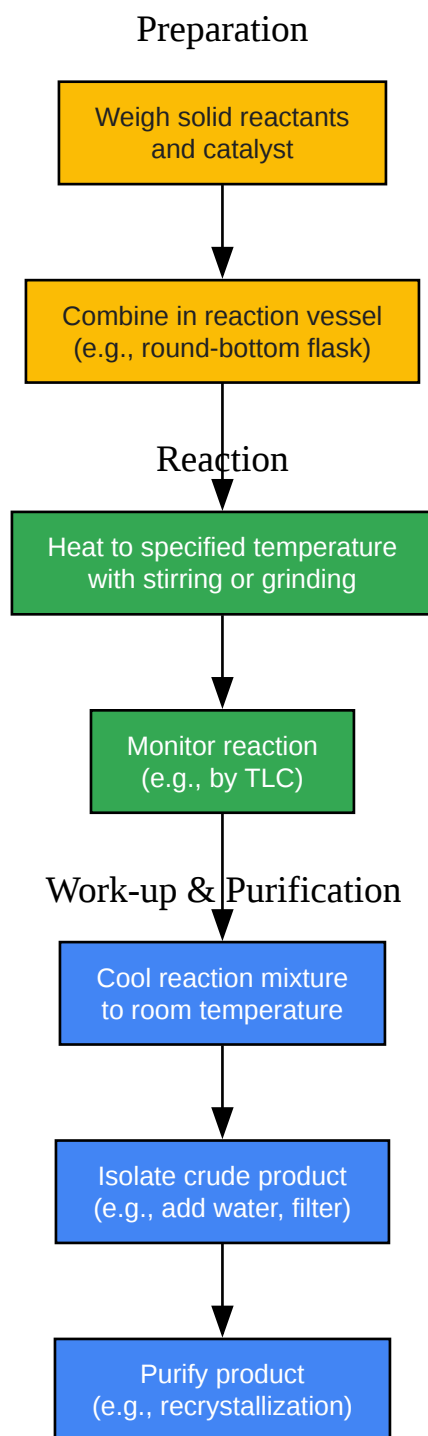 Preparation
Weigh solid reactants
and catalyst
Combine in reaction vessel
(e.g., round-bottom flask)
Reaction
Heat to specified temperature
with stirring or grinding
Monitor reaction
(e.g., by TLC)
Work-up & Purification
Cool reaction mixture
to room temperature
Isolate crude product
(e.g., add water, filter)
Purify product
(e.g., recrystallization)